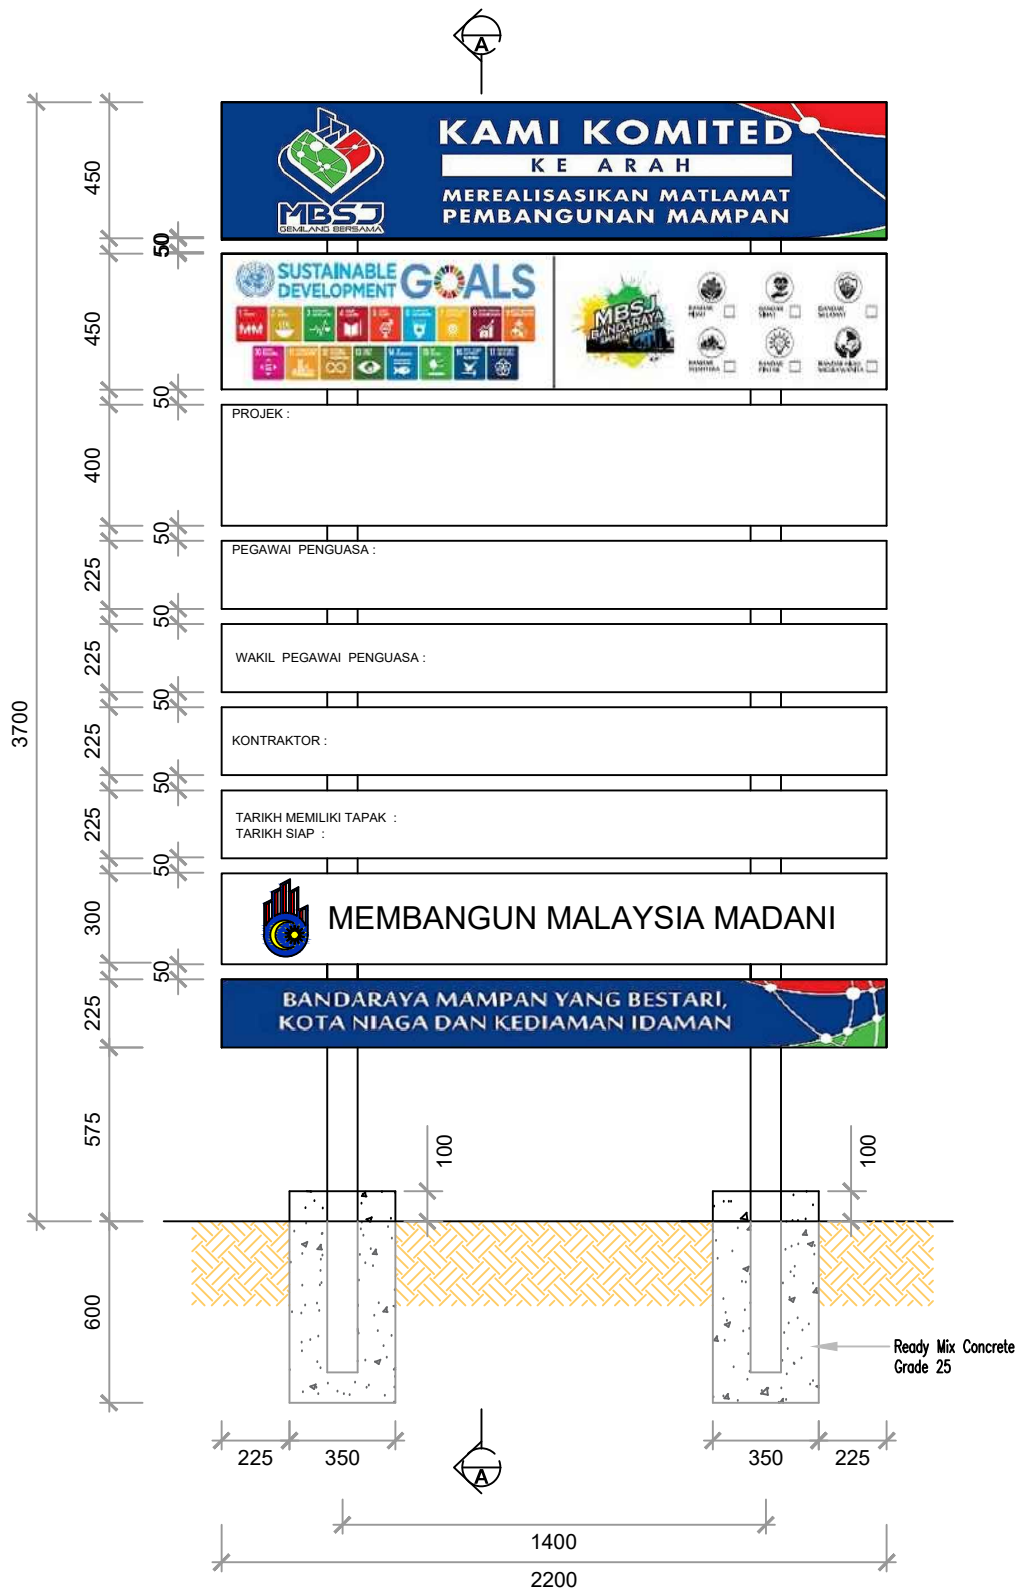 A
KAMI KOMITED
KE ARAH
MEREALISASIKAN MATLAMAT
PEMBANGUNAN MAMPAN
MBSJ
GEMILANG BERSAMA
450
50
SUSTAINABLE
DEVELOPMENT
GOALS
MBSJ
BANDARAYA
450
50
PROJEK :
400
50
PEGAWAI PENGUASA :
225
50
WAKIL PEGAWAI PENGUASA :
225
50
3700
KONTRAKTOR :
225
50
TARIKH MEMILIKI TAPAK :
TARIKH SIAP :
225
50
MEMBANGUN MALAYSIA MADANI
300
50
BANDARAYA MAMPAN YANG BESTARI,
KOTA NIAGA DAN KEDIAMAN IDAMAN
225
575
100
100
600
Ready Mix Concrete
Grade 25
225
350
350
225
A
1400
2200